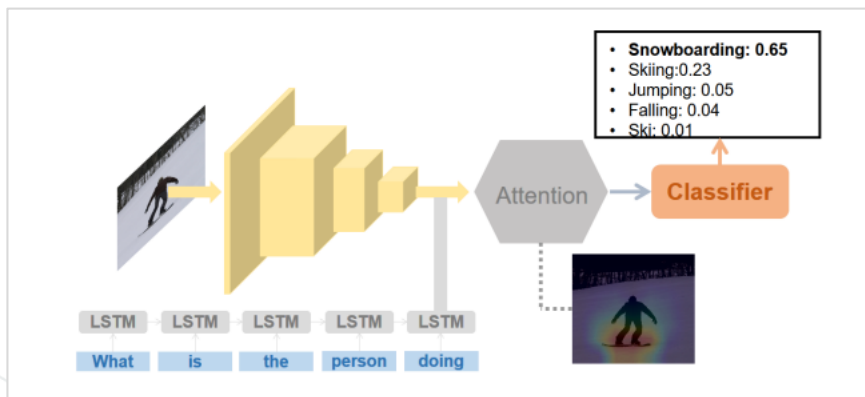 • Snowboarding: 0.65
• Skiing:0.23
• Jumping: 0.05
• Falling: 0.04
• Ski: 0.01
Attention
Classifier
LSTM LSTM LSTM LSTM LSTM
What is the person doing